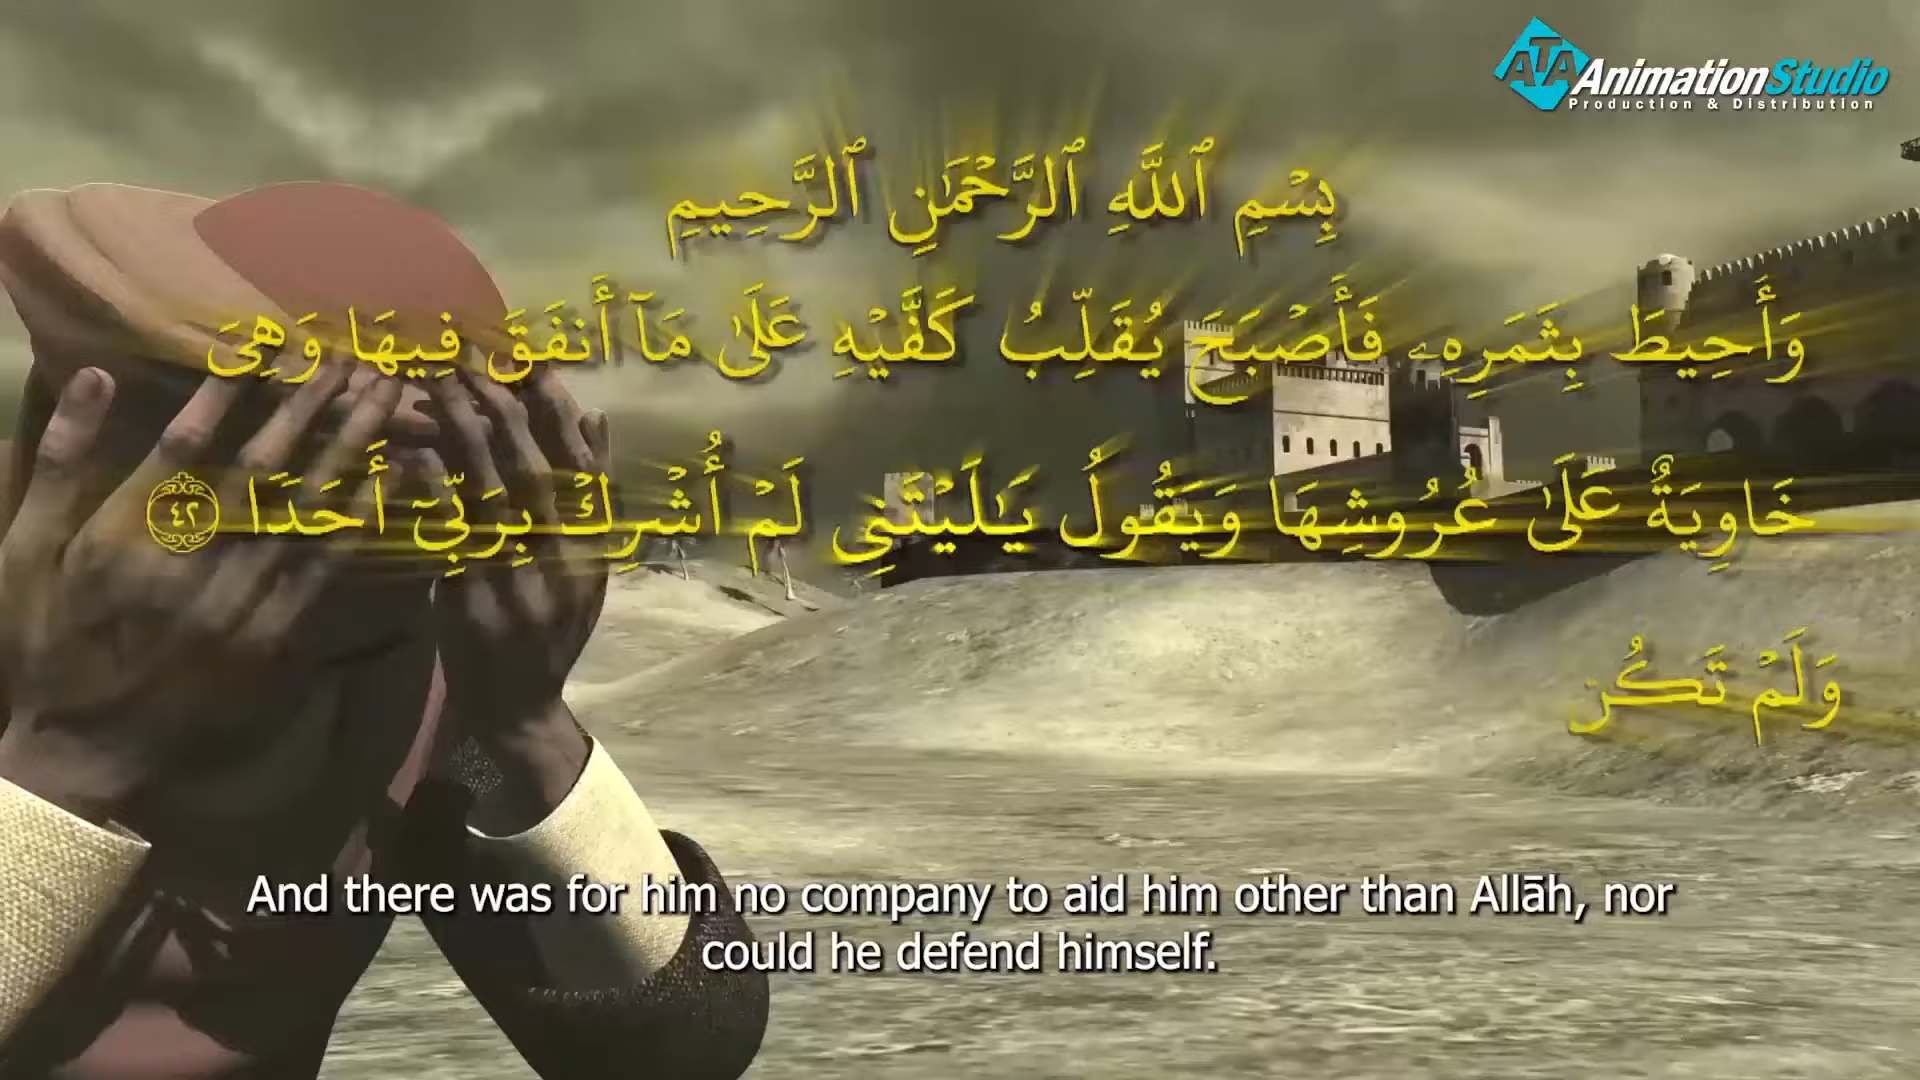 ATA AnimationStudio
Production & Distribution
بِسْمِ ٱللَّهِ ٱلرَّحْمَٰنِ ٱلرَّحِيمِ
وَأُحِيطَ بِثَمَرِهِۦ فَأَصْبَحَ يُقَلِّبُ كَفَّيْهِ عَلَىٰ مَآ أَنفَقَ فِيهَا وَهِىَ
خَاوِيَةٌ عَلَىٰ عُرُوشِهَا وَيَقُولُ يَٰلَيْتَنِى لَمْ أُشْرِكْ بِرَبِّىٓ أَحَدًا ٤٢
وَلَمْ تَكُن
And there was for him no company to aid him other than Allāh, nor
could he defend himself.